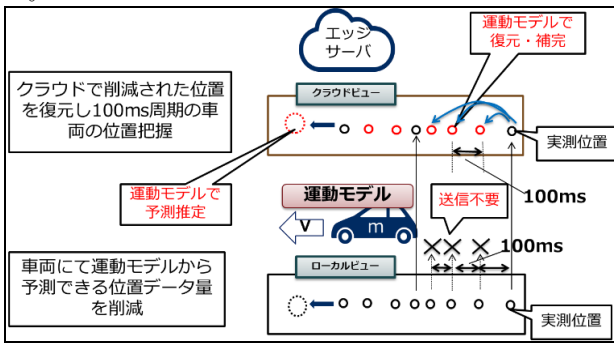 エッジ
サーバ
運動モデルで
復元・補完
クラウドで削減された位置
を復元し100ms周期の車
両の位置把握
クラウドビュー
実測位置
100ms
運動モデルで
予測推定
運動モデル
送信不要
V
m
100ms
車両にて運動モデルから
予測できる位置データ量
を削減
ローカルビュー
実測位置